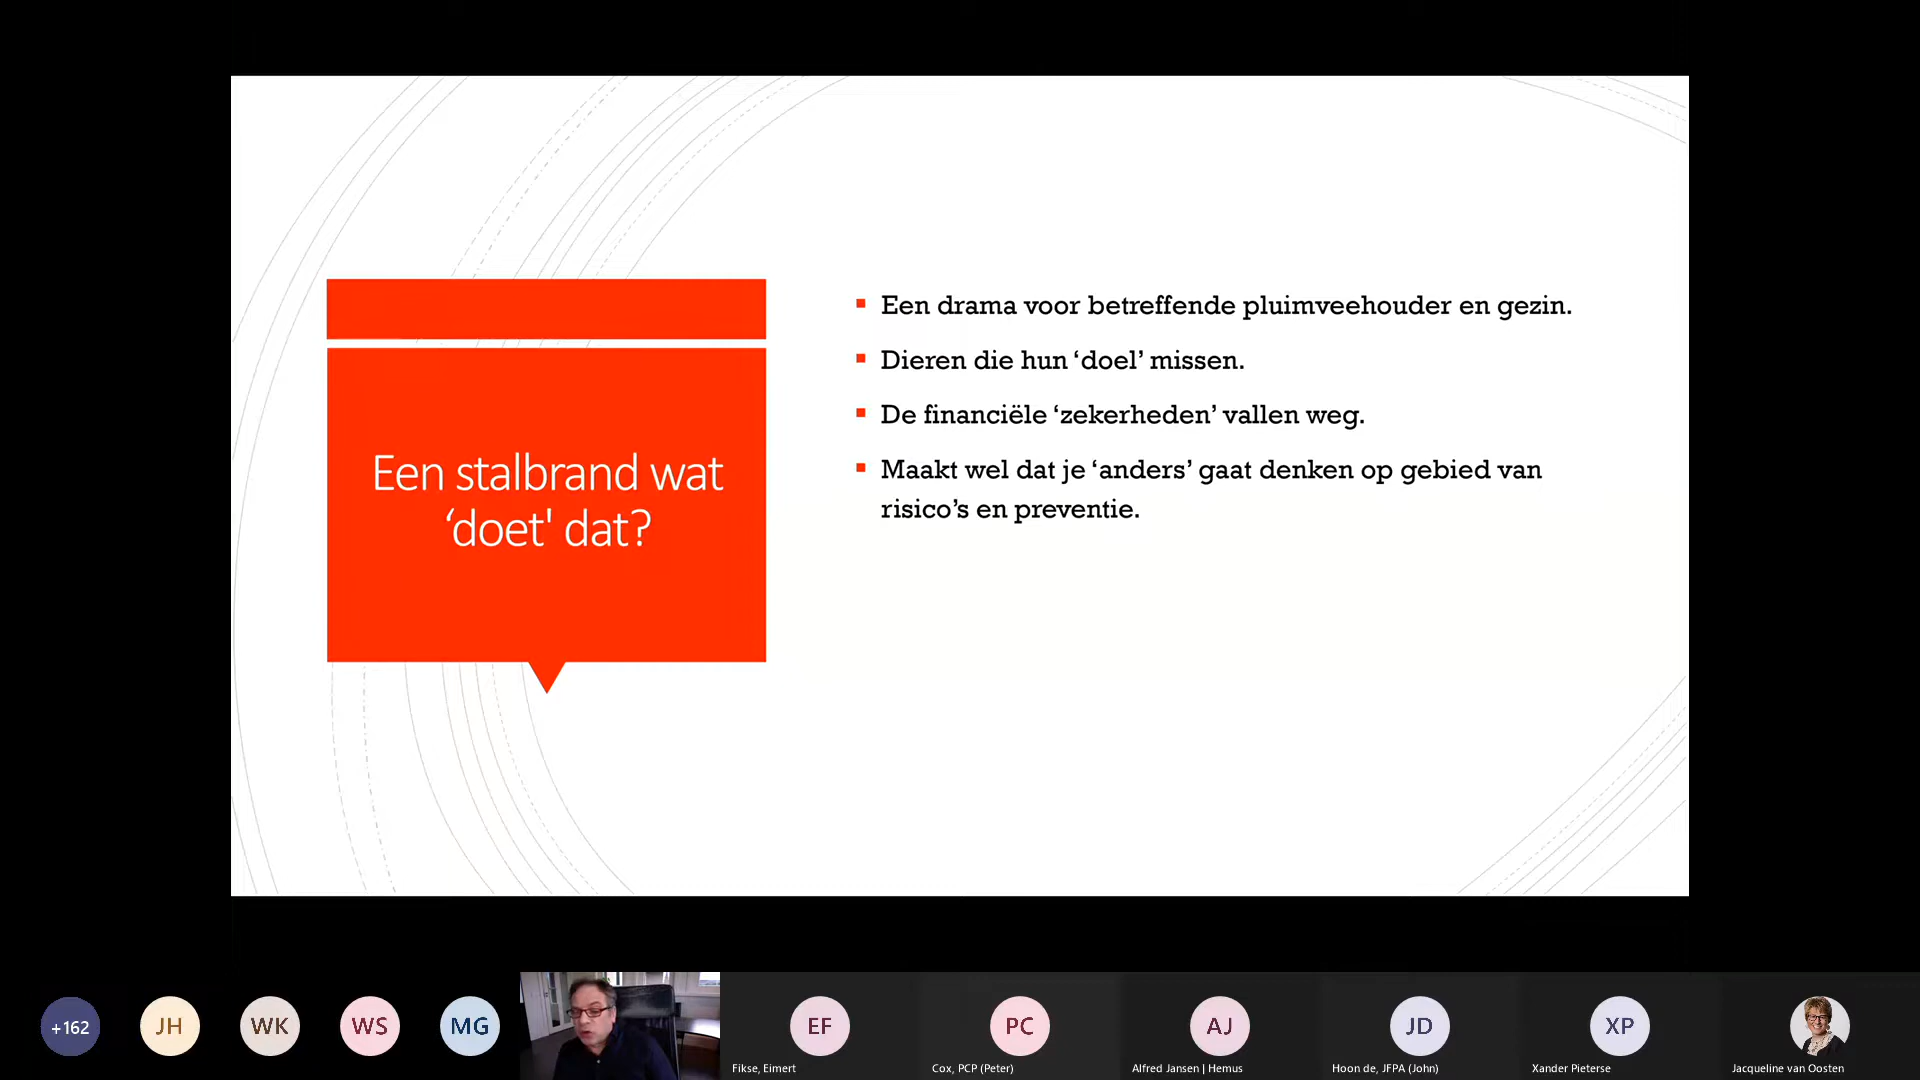 Een stalbrand wat
‘doet' dat?
Een drama voor betreffende pluimveehouder en gezin.
Dieren die hun ‘doel’ missen.
De financiële ‘zekerheden’ vallen weg.
Maakt wel dat je ‘anders’ gaat denken op gebied van
risico’s en preventie.
+162
JH
WK
WS
MG
EF
PC
AJ
JD
XP
Fikse, Eimert
Cox, PCP (Peter)
Alfred Jansen | Hemus
Hoon de, JFPA (John)
Xander Pieterse
Jacqueline van Oosten